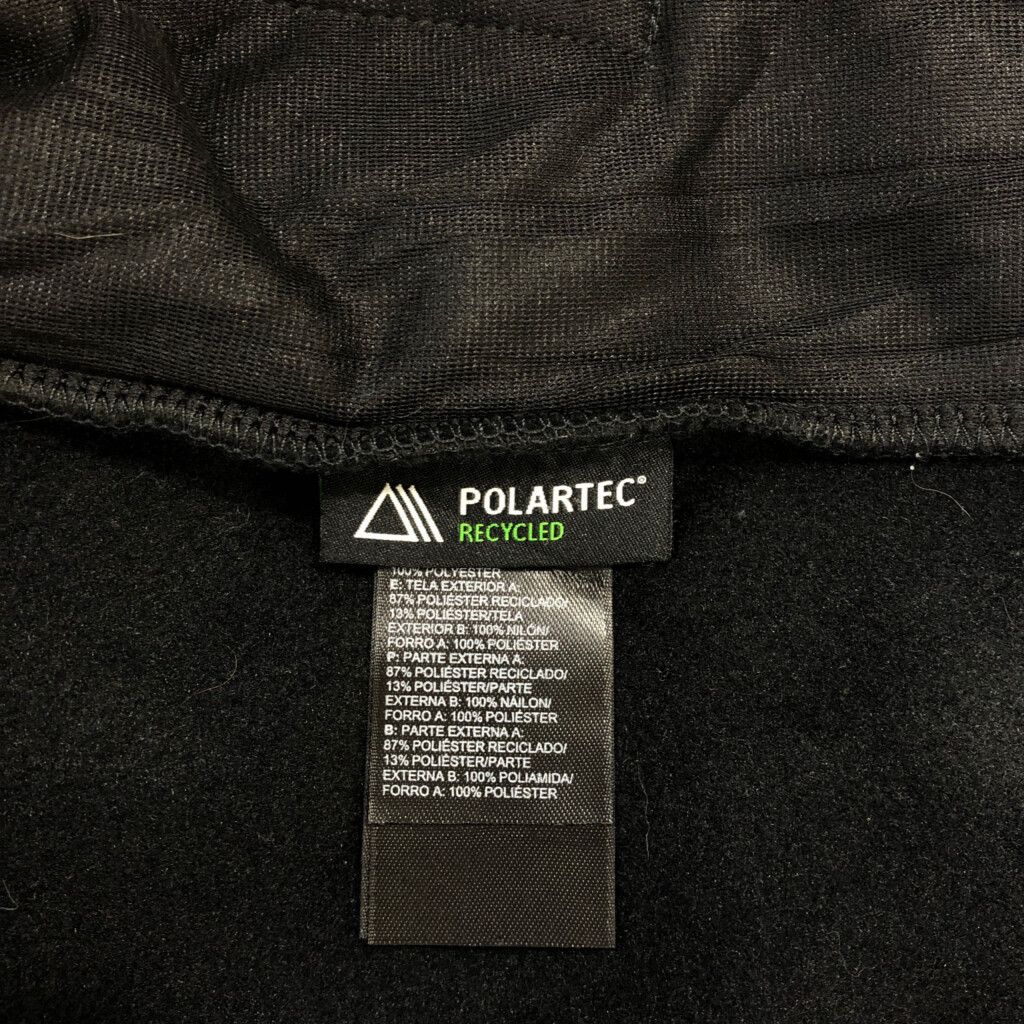 POLARTEC®
RECYCLED
100% POLYESTER
E: TELA EXTERIOR A:
87% POLIÉSTER RECICLADO/
13% POLIÉSTER/TELA
EXTERIOR B: 100% NILÓN/
FORRO A: 100% POLIÉSTER
P: PARTE EXTERNA A:
87% POLIÉSTER RECICLADO/
13% POLIÉSTER/PARTE
EXTERNA B: 100% NÁILON/
FORRO A: 100% POLIÉSTER
B: PARTE EXTERNA A:
87% POLIÉSTER RECICLADO/
13% POLIÉSTER/PARTE
EXTERNA B: 100% POLIAMIDA/
FORRO A: 100% POLIÉSTER